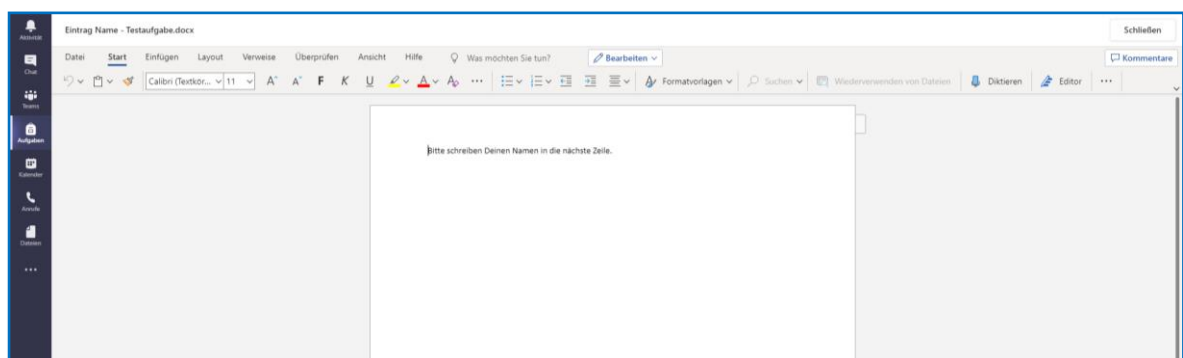 Aktivität
Chat
Teams
Aufgaben
Kalender
Anrufe
Dateien
Eintrag Name - Testaufgabe.docx
Schließen
Datei Start Einfügen Layout Verweise Überprüfen Ansicht Hilfe Was möchten Sie tun? Bearbeiten Kommentare
Calibri (Textkör... 11 A A F K U A A Formatvorlagen Suchen Wiederverwenden von Dateien Diktieren Editor
Bitte schreiben Deinen Namen in die nächste Zeile.